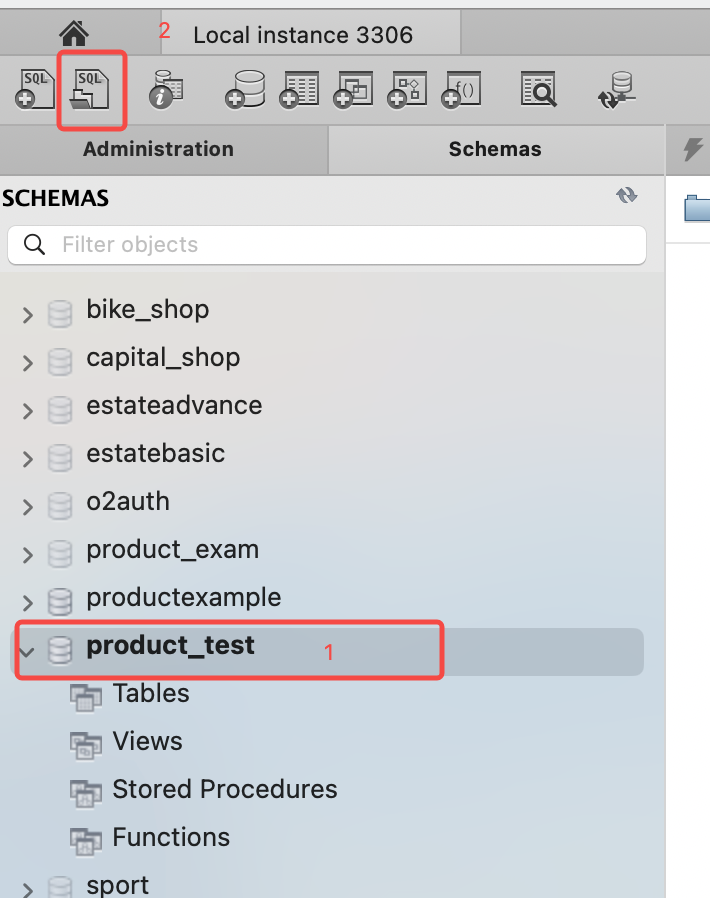 2
Local instance 3306
SQL
SQL
i
f()
Administration
Schemas
SCHEMAS
Filter objects
bike_shop
capital_shop
estateadvance
estatebasic
o2auth
product_exam
productexample
product_test
1
Tables
Views
Stored Procedures
Functions
sport